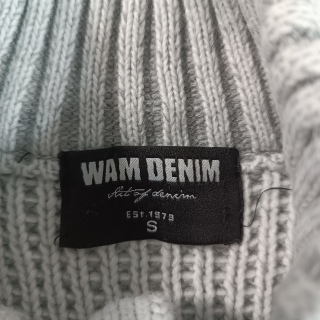 WAM DENIM
Art of denim
Est.1979
S